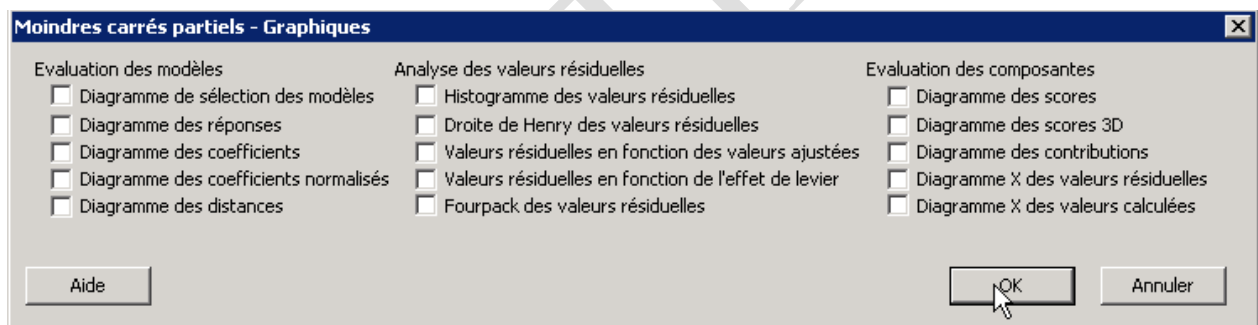 Moindres carrés partiels - Graphiques
Evaluation des modèles
Diagramme de sélection des modèles
Diagramme des réponses
Diagramme des coefficients
Diagramme des coefficients normalisés
Diagramme des distances
Analyse des valeurs résiduelles
Histogramme des valeurs résiduelles
Droite de Henry des valeurs résiduelles
Valeurs résiduelles en fonction des valeurs ajustées
Valeurs résiduelles en fonction de l'effet de levier
Fourpack des valeurs résiduelles
Evaluation des composantes
Diagramme des scores
Diagramme des scores 3D
Diagramme des contributions
Diagramme X des valeurs résiduelles
Diagramme X des valeurs calculées
Aide
OK
Annuler